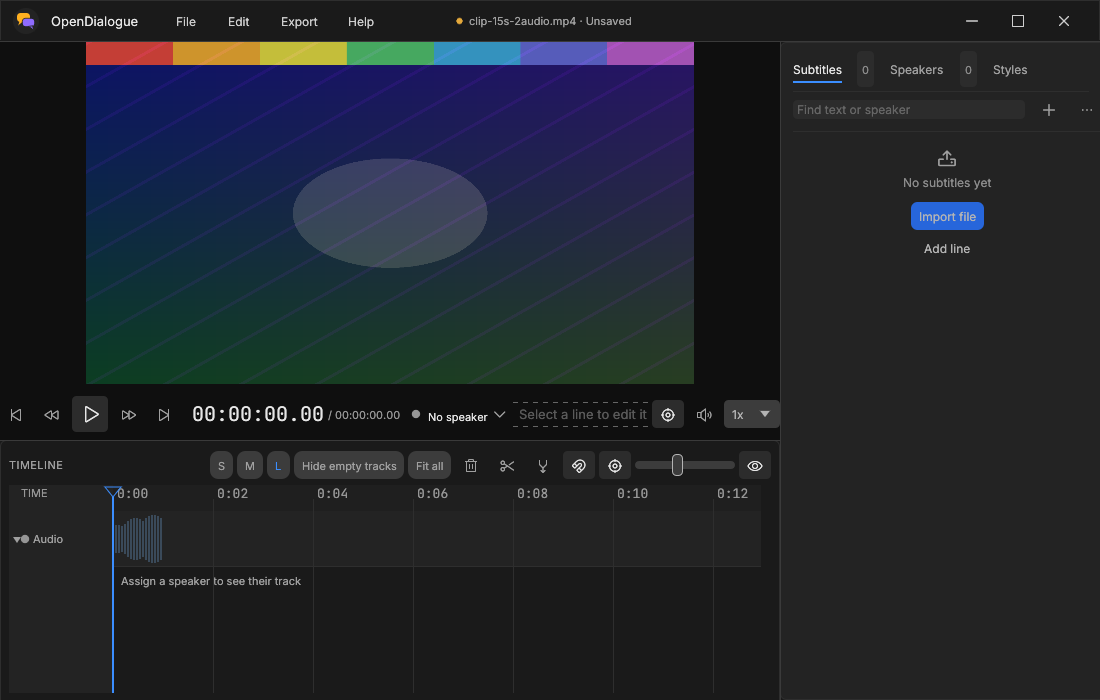 OpenDialogue File Edit Export Help clip-15s-2audio.mp4 · Unsaved
Subtitles 0 Speakers 0 Styles
Find text or speaker
No subtitles yet
Import file
Add line
00:00:00.00 / 00:00:00.00 No speaker Select a line to edit it 1x
TIMELINE S M L Hide empty tracks Fit all
TIME 0:00 0:02 0:04 0:06 0:08 0:10 0:12
Audio
Assign a speaker to see their track